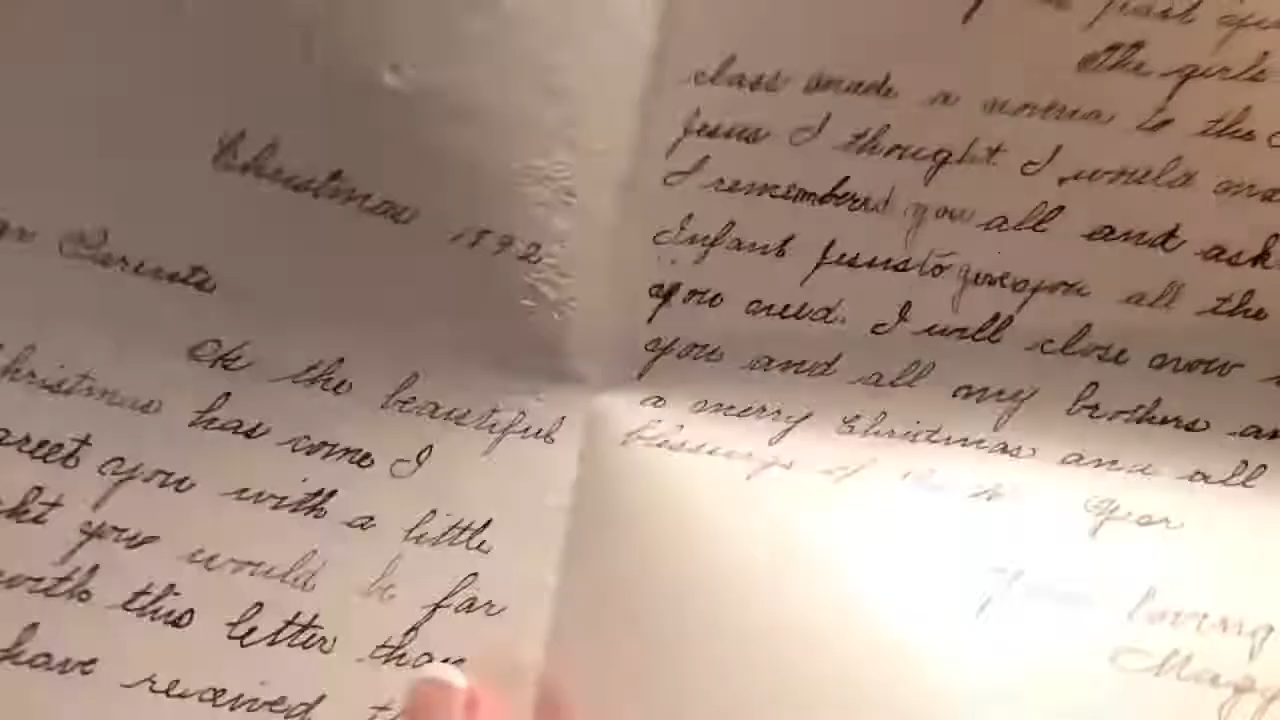 Christmas 1892
Parents
Oh the beautiful
Christmas has come I
greet you with a little
you would be far
with this letter than
have received
past
The girls
class made a novena to the
Jesus I thought I would
I remembered you all and ask
Infant Jesus to give you all the
you need. I will close now
you and all my brothers
a merry Christmas and all
blessings of
Year
loving